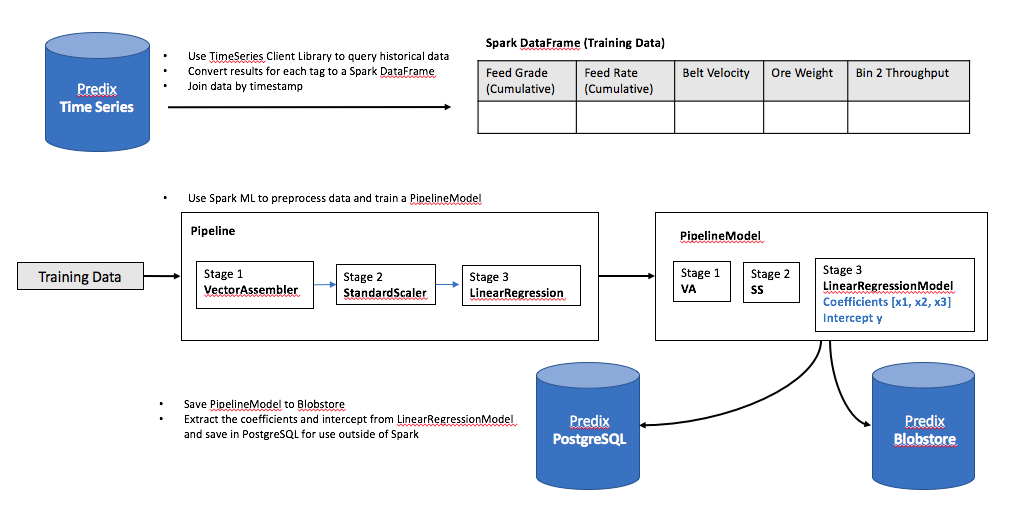 Predix
Time Series
• Use TimeSeries Client Library to query historical data
• Convert results for each tag to a Spark DataFrame
• Join data by timestamp
Spark DataFrame (Training Data)
Feed Grade
(Cumulative)
Feed Rate
(Cumulative)
Belt Velocity
Ore Weight
Bin 2 Throughput
• Use Spark ML to preprocess data and train a PipelineModel
Training Data
Pipeline
Stage 1
VectorAssembler
Stage 2
StandardScaler
Stage 3
LinearRegression
PipelineModel
Stage 1
VA
Stage 2
SS
Stage 3
LinearRegressionModel
Coefficients [x1, x2, x3]
Intercept y
• Save PipelineModel to Blobstore
• Extract the coefficients and intercept from LinearRegressionModel
and save in PostgreSQL for use outside of Spark
Predix
PostgreSQL
Predix
Blobstore